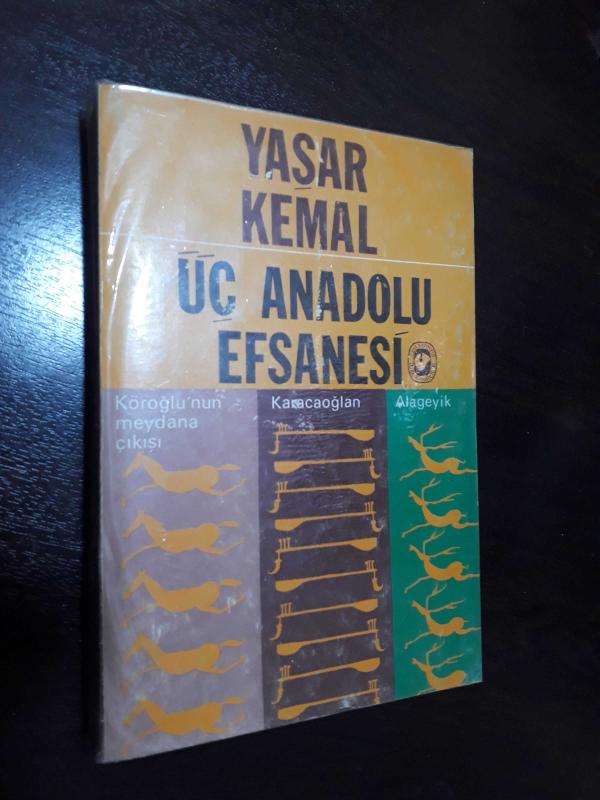 YAŞAR
KEMAL
ÜÇ ANADOLU
EFSANESİ
Köroğlu'nun
meydana
çıkışı
Karacaoğlan
Alageyik